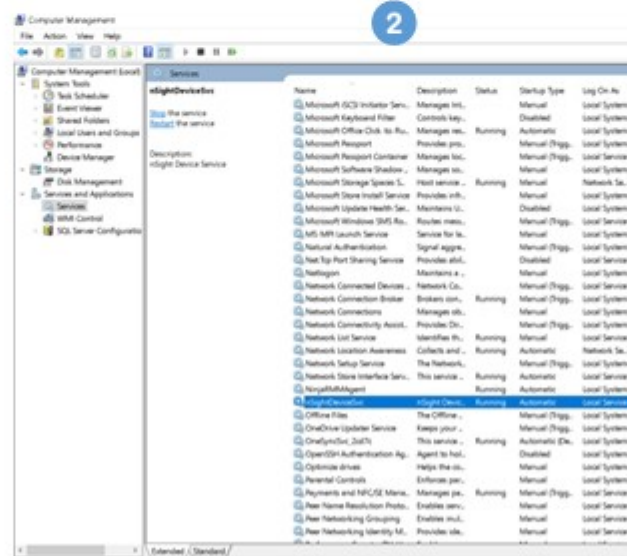 2
Computer Management
File Action View Help
Computer Management (Local)
System Tools
Task Scheduler
Event Viewer
Shared Folders
Local Users and Groups
Performance
Device Manager
Storage
Disk Management
Services and Applications
Services
WMI Control
SQL Server Configuratio
Services
nSightDeviceSvc
Stop the service
Restart the service
Description:
nSight Device Service
Name Description Status Startup Type Log On As
Microsoft iSCSI Initiator Serv... Manages Int... Manual Local System
Microsoft Keyboard Filter Controls key... Disabled Local System
Microsoft Office Click-to-Ru... Manages res... Running Automatic Local System
Microsoft Passport Provides pro... Manual (Trigg... Local System
Microsoft Passport Container Manages loc... Manual (Trigg... Local Service
Microsoft Software Shadow ... Manages so... Manual Local System
Microsoft Storage Spaces S... Host service ... Running Manual Network Se..
Microsoft Store Install Service Provides infr... Manual Local System
Microsoft Update Health Ser... Maintains U... Disabled Local System
Microsoft Windows SMS Ro... Routes mess... Manual (Trigg... Local Service
MS-MPI Launch Service Service for la... Manual Local System
Natural Authentication Signal aggre... Manual (Trigg... Local System
Net.Tcp Port Sharing Service Provides abil... Disabled Local Service
Netlogon Maintains a ... Manual Local System
Network Connected Devices ... Network Co... Manual (Trigg... Local Service
Network Connection Broker Brokers con... Running Manual (Trigg... Local System
Network Connections Manages ob... Manual Local System
Network Connectivity Assist... Provides Dir... Manual (Trigg... Local System
Network List Service Identifies th... Running Manual Local Service
Network Location Awareness Collects and ... Running Automatic Network Se..
Network Setup Service The Network... Manual (Trigg... Local System
Network Store Interface Serv... This service ... Running Automatic Local Service
NinjaRMMAgent Running Automatic Local System
nSightDeviceSvc nSight Devic... Running Automatic Local Service
Offline Files The Offline ... Manual (Trigg... Local System
OneDrive Updater Service Keeps your ... Manual (Trigg... Local System
This service ... Running Automatic (De... Local System
OpenSSH Authentication Ag... Agent to hol... Disabled Local System
Optimize drives Helps the co... Manual Local System
Parental Controls Enforces par... Manual Local System
Payments and NFC/SE Mana... Manages pa... Running Manual (Trigg... Local Service
Peer Name Resolution Proto... Enables serv... Manual Local Service
Peer Networking Grouping Enables mul... Manual Local Service
Peer Networking Identity M... Provides ide... Manual Local Service
Extended Standard